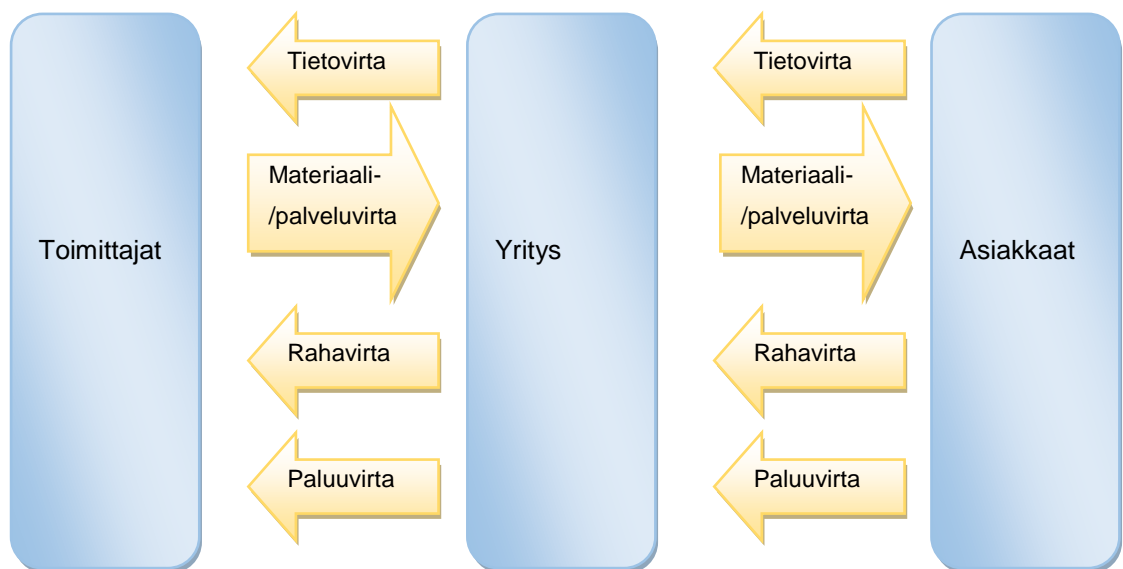 Toimittajat
Tietovirta
Materiaali-
/palveluvirta
Rahavirta
Paluuvirta
Yritys
Tietovirta
Materiaali-
/palveluvirta
Rahavirta
Paluuvirta
Asiakkaat